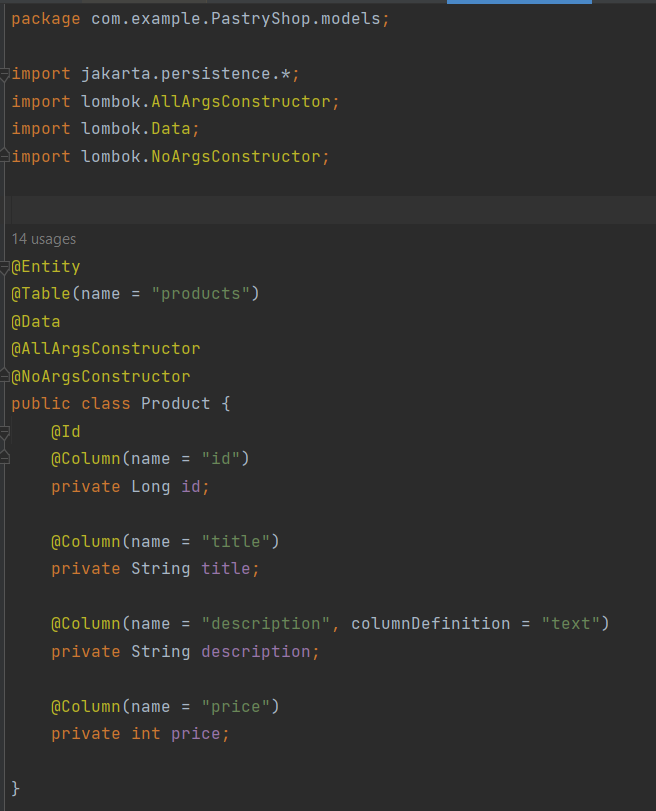 package com.example.PastryShop.models;
import jakarta.persistence.*;
import lombok.AllArgsConstructor;
import lombok.Data;
import lombok.NoArgsConstructor;
14 usages
@Entity
@Table(name = "products")
@Data
@AllArgsConstructor
@NoArgsConstructor
public class Product {
    @Id
    @Column(name = "id")
    private Long id;
    @Column(name = "title")
    private String title;
    @Column(name = "description", columnDefinition = "text")
    private String description;
    @Column(name = "price")
    private int price;
}